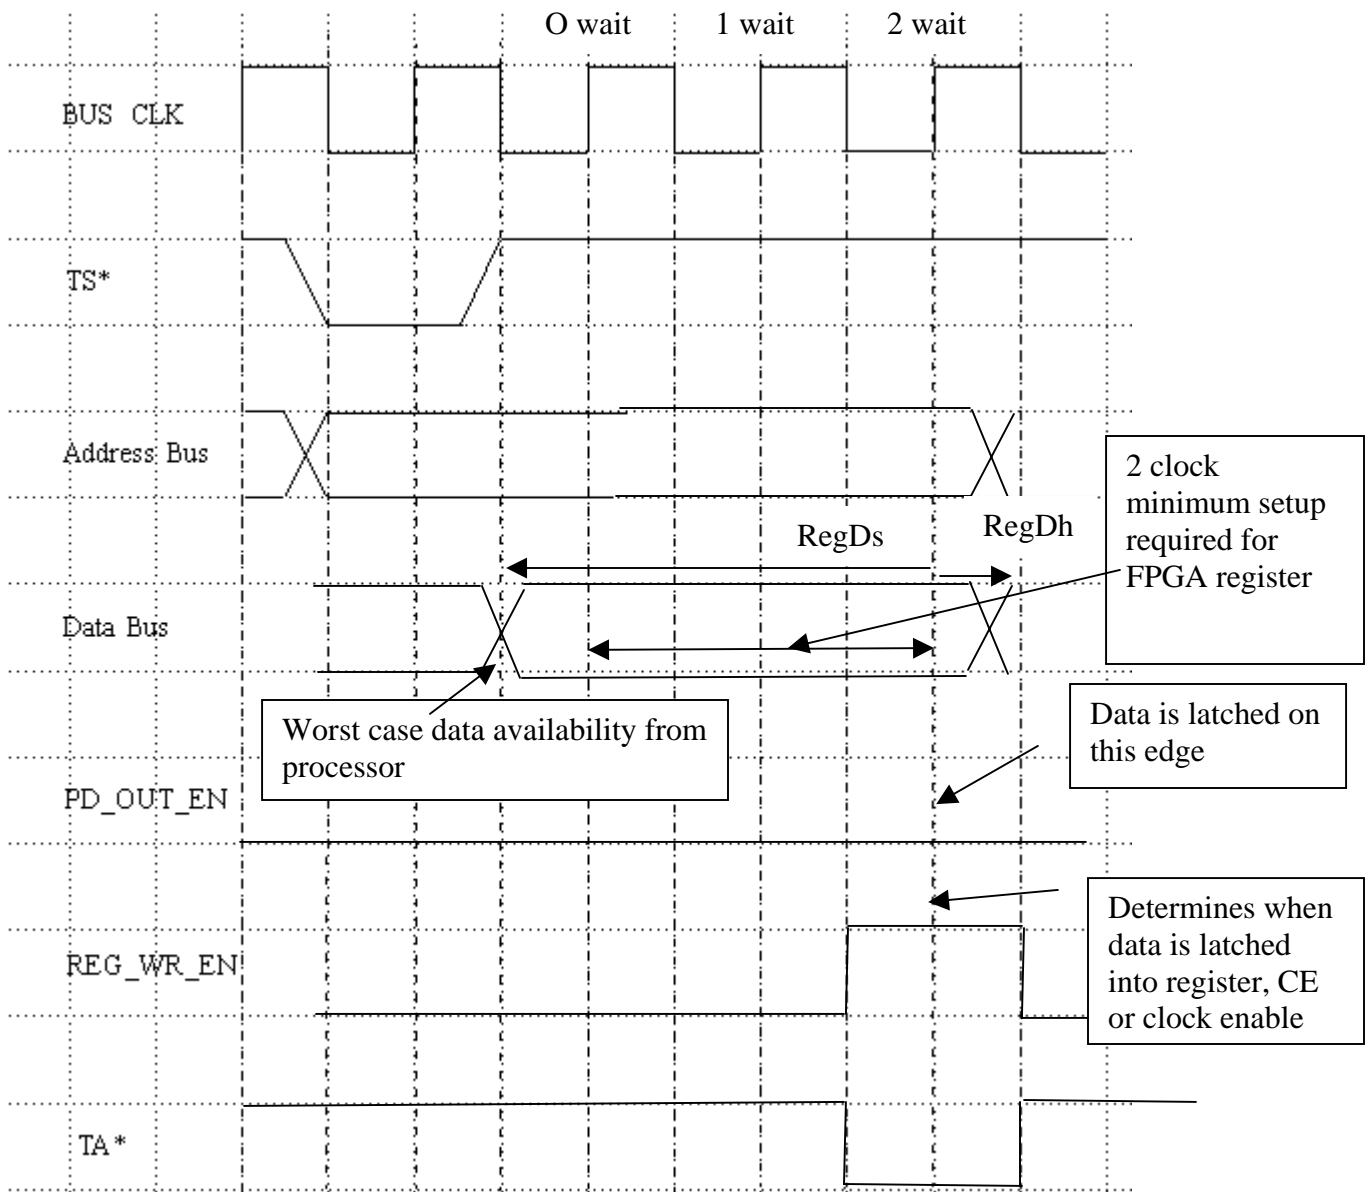 O wait 1 wait 2 wait
BUS CLK
TS*
Address Bus
2 clock
minimum setup
required for
FPGA register
RegDs RegDh
Data Bus
Worst case data availability from
processor
Data is latched on
this edge
PD_OUT_EN
Determines when
data is latched
into register, CE
or clock enable
REG_WR_EN
TA*